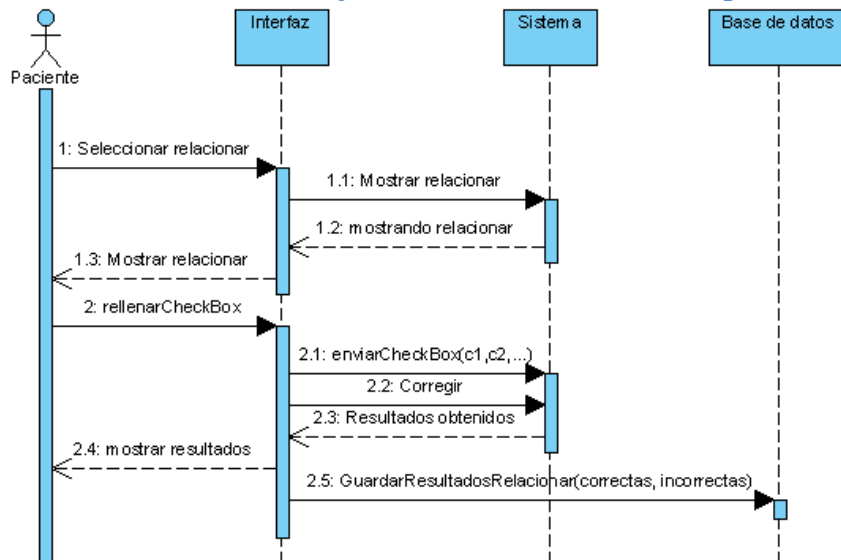 Interfaz
Sistema
Base de datos
Paciente
1: Seleccionar relacionar
1.1: Mostrar relacionar
1.2: mostrando relacionar
1.3: Mostrar relacionar
2: rellenarCheckBox
2.1: enviarCheckBox(c1,c2,...)
2.2: Corregir
2.3: Resultados obtenidos
2.4: mostrar resultados
2.5: GuardarResultadosRelacionar(correctas, incorrectas)